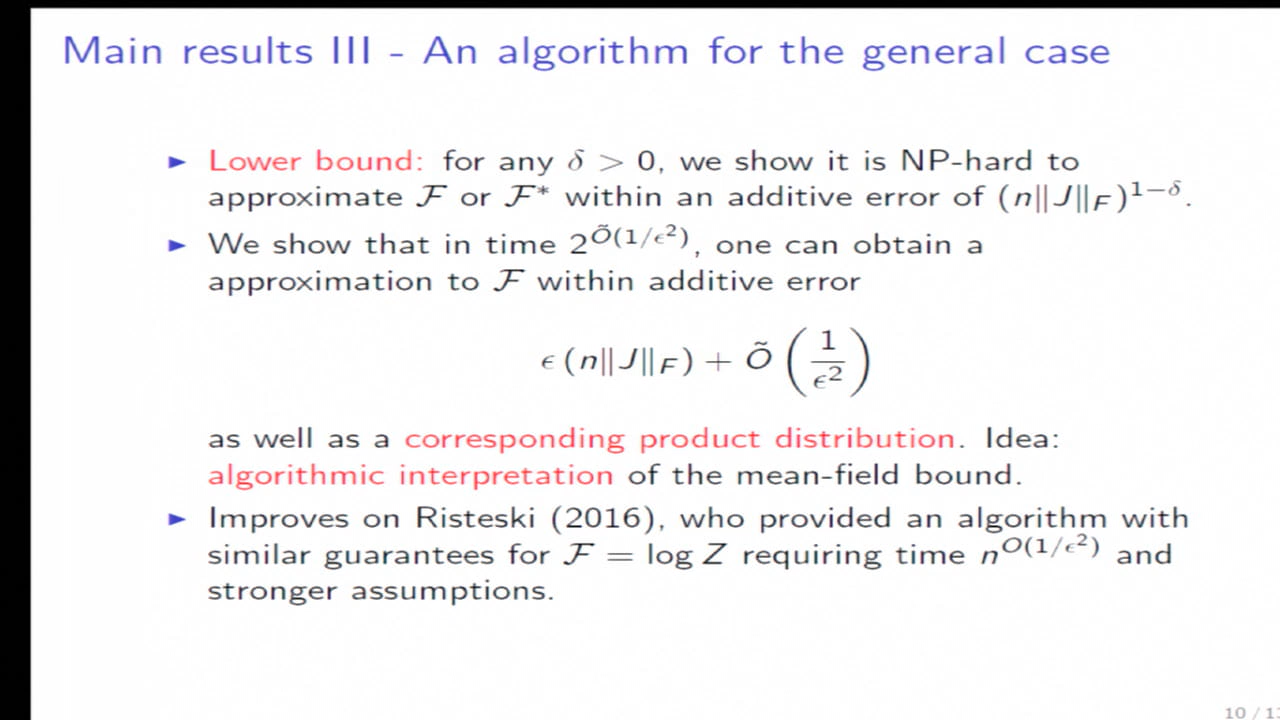 Main results III - An algorithm for the general case
► Lower bound: for any δ > 0, we show it is NP-hard to
approximate ℱ or ℱ* within an additive error of (n‖J‖_F)^{1−δ}.
► We show that in time 2^{Õ(1/ϵ²)}, one can obtain a
approximation to ℱ within additive error
ϵ (n‖J‖_F) + Õ (1/ϵ²)
as well as a corresponding product distribution. Idea:
algorithmic interpretation of the mean-field bound.
► Improves on Risteski (2016), who provided an algorithm with
similar guarantees for ℱ = log Z requiring time n^{O(1/ϵ²)} and
stronger assumptions.
10 / 1